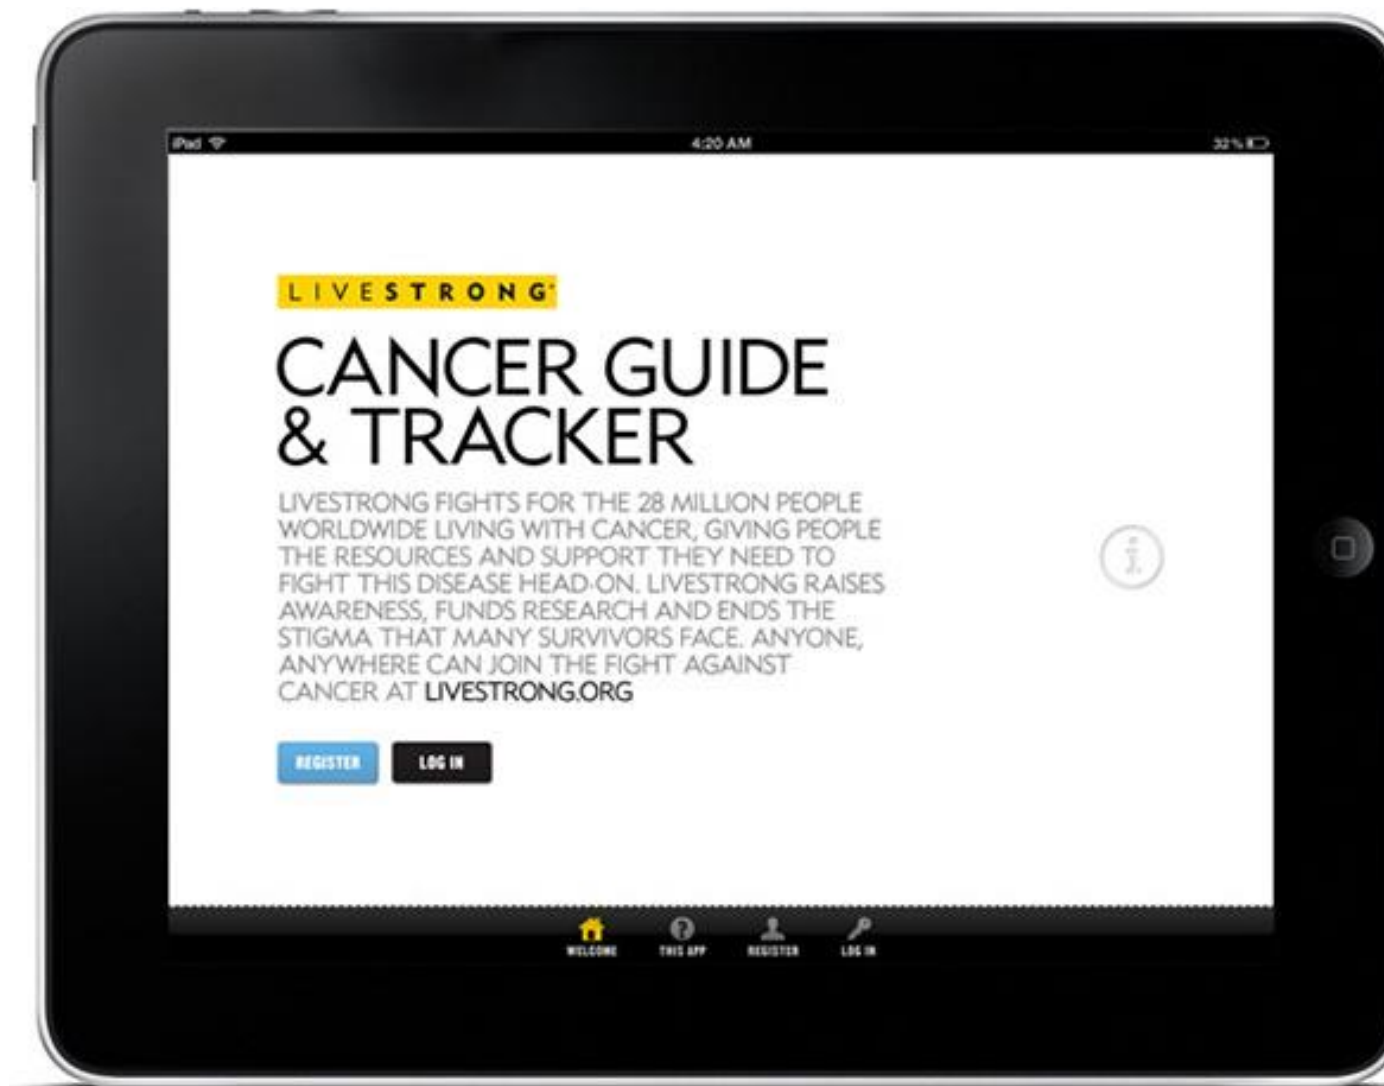 iPad
4:20 AM
32%
LIVESTRONG®
CANCER GUIDE
& TRACKER
LIVESTRONG FIGHTS FOR THE 28 MILLION PEOPLE
WORLDWIDE LIVING WITH CANCER, GIVING PEOPLE
THE RESOURCES AND SUPPORT THEY NEED TO
FIGHT THIS DISEASE HEAD-ON. LIVESTRONG RAISES
AWARENESS, FUNDS RESEARCH AND ENDS THE
STIGMA THAT MANY SURVIVORS FACE. ANYONE,
ANYWHERE CAN JOIN THE FIGHT AGAINST
CANCER AT LIVESTRONG.ORG
i
REGISTER
LOG IN
WELCOME
THIS APP
REGISTER
LOG IN